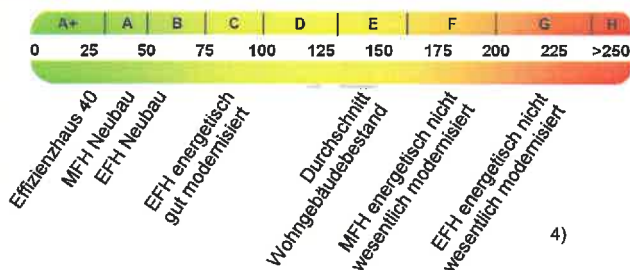 A+ A B C D E F G H
0 25 50 75 100 125 150 175 200 225 >250
Effizienzhaus 40
MFH Neubau
EFH Neubau
EFH energetisch
gut modernisiert
Durchschnitt
Wohngebäudebestand
MFH energetisch nicht
wesentlich modernisiert
EFH energetisch nicht
wesentlich modernisiert
4)